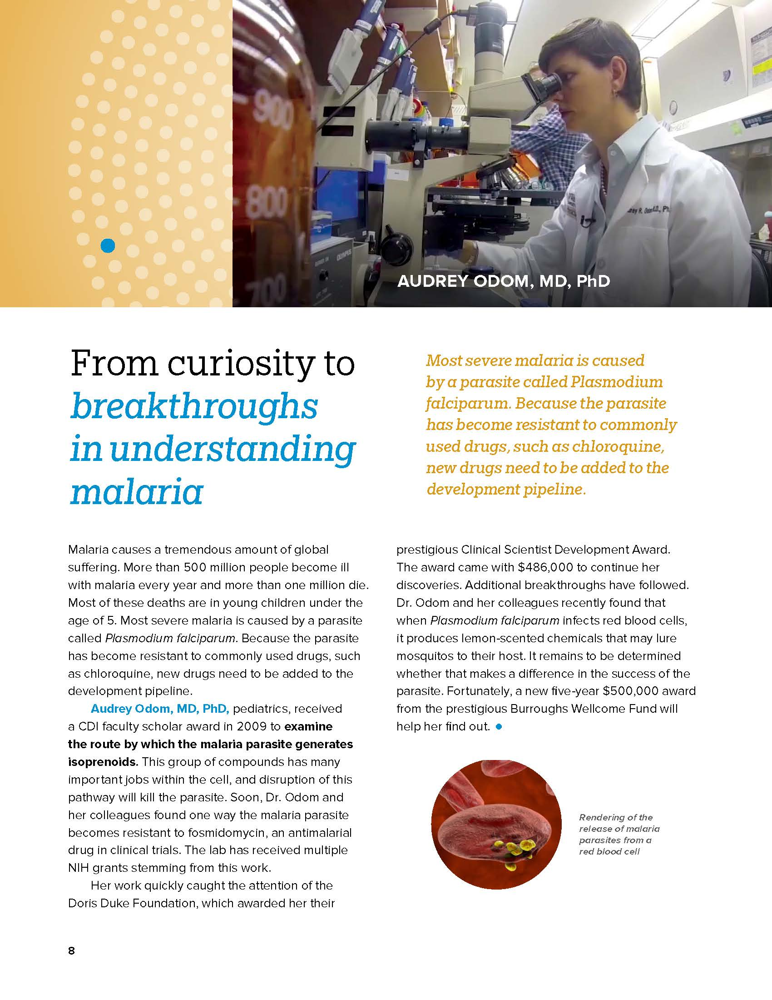 900
800
700
OLYMPUS
AUDREY ODOM, MD, PhD
From curiosity to
breakthroughs
in understanding
malaria
Most severe malaria is caused
by a parasite called Plasmodium
falciparum. Because the parasite
has become resistant to commonly
used drugs, such as chloroquine,
new drugs need to be added to the
development pipeline.
Malaria causes a tremendous amount of global
suffering. More than 500 million people become ill
with malaria every year and more than one million die.
Most of these deaths are in young children under the
age of 5. Most severe malaria is caused by a parasite
called Plasmodium falciparum. Because the parasite
has become resistant to commonly used drugs, such
as chloroquine, new drugs need to be added to the
development pipeline.
Audrey Odom, MD, PhD, pediatrics, received
a CDI faculty scholar award in 2009 to examine
the route by which the malaria parasite generates
isoprenoids. This group of compounds has many
important jobs within the cell, and disruption of this
pathway will kill the parasite. Soon, Dr. Odom and
her colleagues found one way the malaria parasite
becomes resistant to fosmidomycin, an antimalarial
drug in clinical trials. The lab has received multiple
NIH grants stemming from this work.
Her work quickly caught the attention of the
Doris Duke Foundation, which awarded her their
prestigious Clinical Scientist Development Award.
The award came with $486,000 to continue her
discoveries. Additional breakthroughs have followed.
Dr. Odom and her colleagues recently found that
when Plasmodium falciparum infects red blood cells,
it produces lemon-scented chemicals that may lure
mosquitos to their host. It remains to be determined
whether that makes a difference in the success of the
parasite. Fortunately, a new five-year $500,000 award
from the prestigious Burroughs Wellcome Fund will
help her find out.
Rendering of the
release of malaria
parasites from a
red blood cell
8